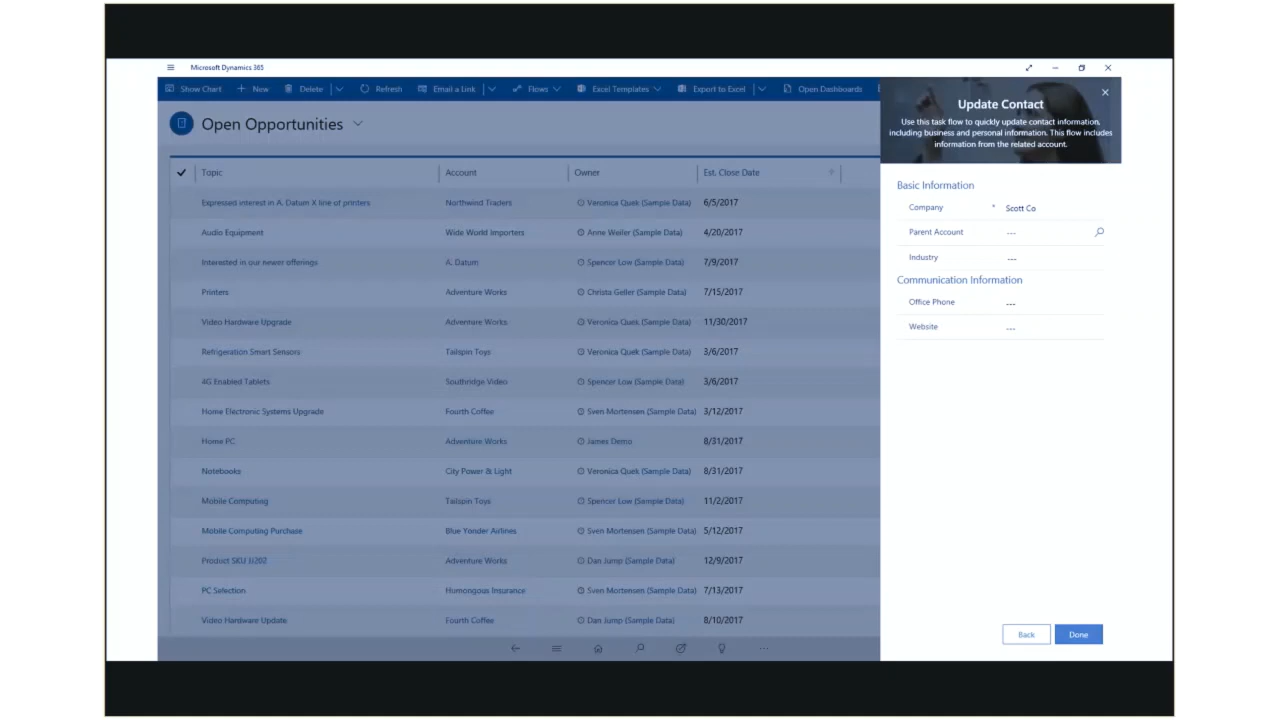 Microsoft Dynamics 365
Show Chart New Delete Refresh Email a Link Flows Excel Templates Export to Excel Open Dashboards
Open Opportunities
Topic Account Owner Est. Close Date
Expressed interest in A. Datum X line of printers Northwind Traders Veronica Quek (Sample Data) 6/5/2017
Audio Equipment Wide World Importers Anne Weiler (Sample Data) 4/20/2017
Interested in our newer offerings A. Datum Spencer Low (Sample Data) 7/9/2017
Printers Adventure Works Christa Geller (Sample Data) 7/15/2017
Video Hardware Upgrade Adventure Works Veronica Quek (Sample Data) 11/30/2017
Refrigeration Smart Sensors Tailspin Toys Veronica Quek (Sample Data) 3/6/2017
4G Enabled Tablets Southridge Video Spencer Low (Sample Data) 3/6/2017
Home Electronic Systems Upgrade Fourth Coffee Sven Mortensen (Sample Data) 3/12/2017
Home PC Adventure Works James Demo 8/31/2017
Notebooks City Power & Light Veronica Quek (Sample Data) 8/31/2017
Mobile Computing Tailspin Toys Spencer Low (Sample Data) 11/2/2017
Mobile Computing Purchase Blue Yonder Airlines Sven Mortensen (Sample Data) 5/12/2017
Product SKU JJ202 Adventure Works Dan Jump (Sample Data) 12/9/2017
PC Selection Humongous Insurance Sven Mortensen (Sample Data) 7/13/2017
Video Hardware Update Fourth Coffee Dan Jump (Sample Data) 8/10/2017
Update Contact
Use this task flow to quickly update contact information,
including business and personal information. This flow includes
information from the related account.
Basic Information
Company * Scott Co
Parent Account ---
Industry ---
Communication Information
Office Phone ---
Website ---
Back Done